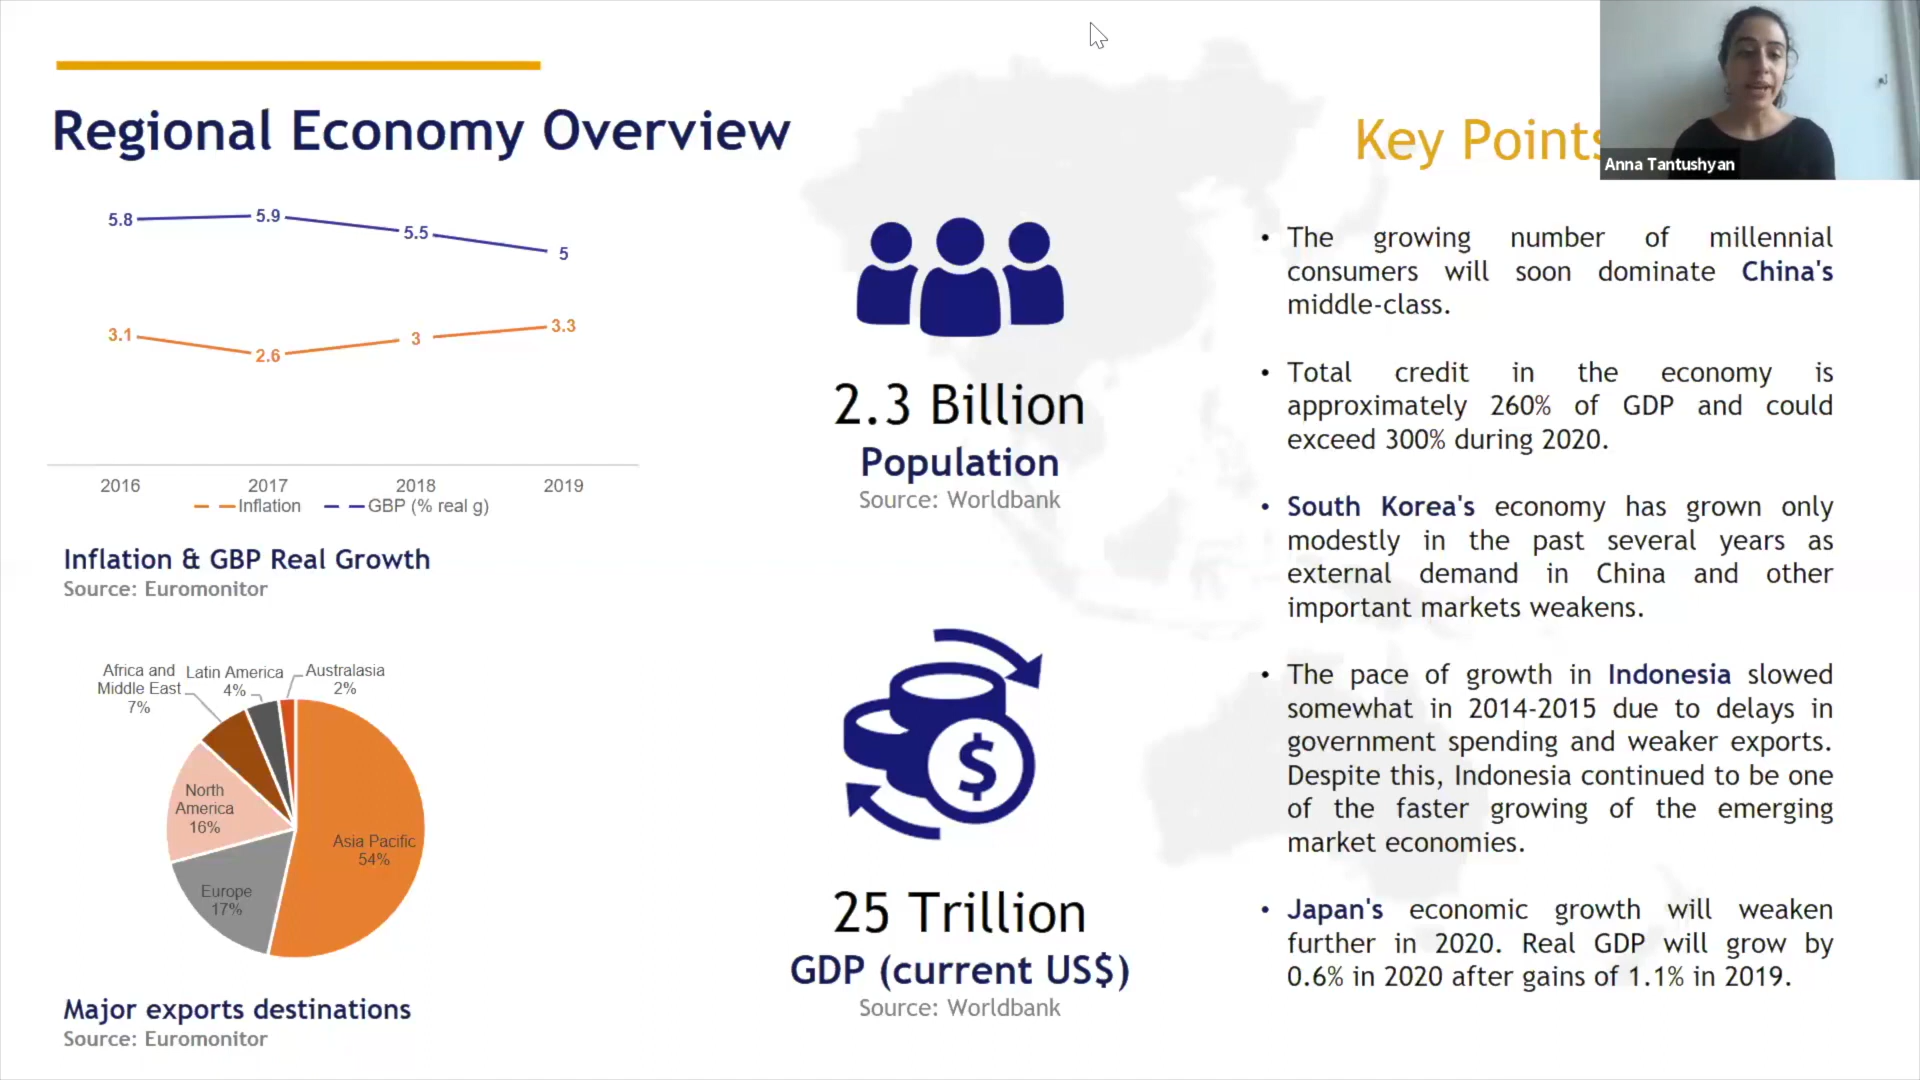 Regional Economy Overview
5.8
5.9
5.5
5
3.1
2.6
3
3.3
2016
2017
2018
2019
Inflation
GBP (% real g)
Inflation & GBP Real Growth
Source: Euromonitor
Africa and
Middle East
7%
Latin America
4%
Australasia
2%
North
America
16%
Asia Pacific
54%
Europe
17%
Major exports destinations
Source: Euromonitor
2.3 Billion
Population
Source: Worldbank
$
25 Trillion
GDP (current US$)
Source: Worldbank
Key Points
Anna Tantushyan
• The growing number of millennial
consumers will soon dominate China's
middle-class.
• Total credit in the economy is
approximately 260% of GDP and could
exceed 300% during 2020.
• South Korea's economy has grown only
modestly in the past several years as
external demand in China and other
important markets weakens.
• The pace of growth in Indonesia slowed
somewhat in 2014-2015 due to delays in
government spending and weaker exports.
Despite this, Indonesia continued to be one
of the faster growing of the emerging
market economies.
• Japan's economic growth will weaken
further in 2020. Real GDP will grow by
0.6% in 2020 after gains of 1.1% in 2019.